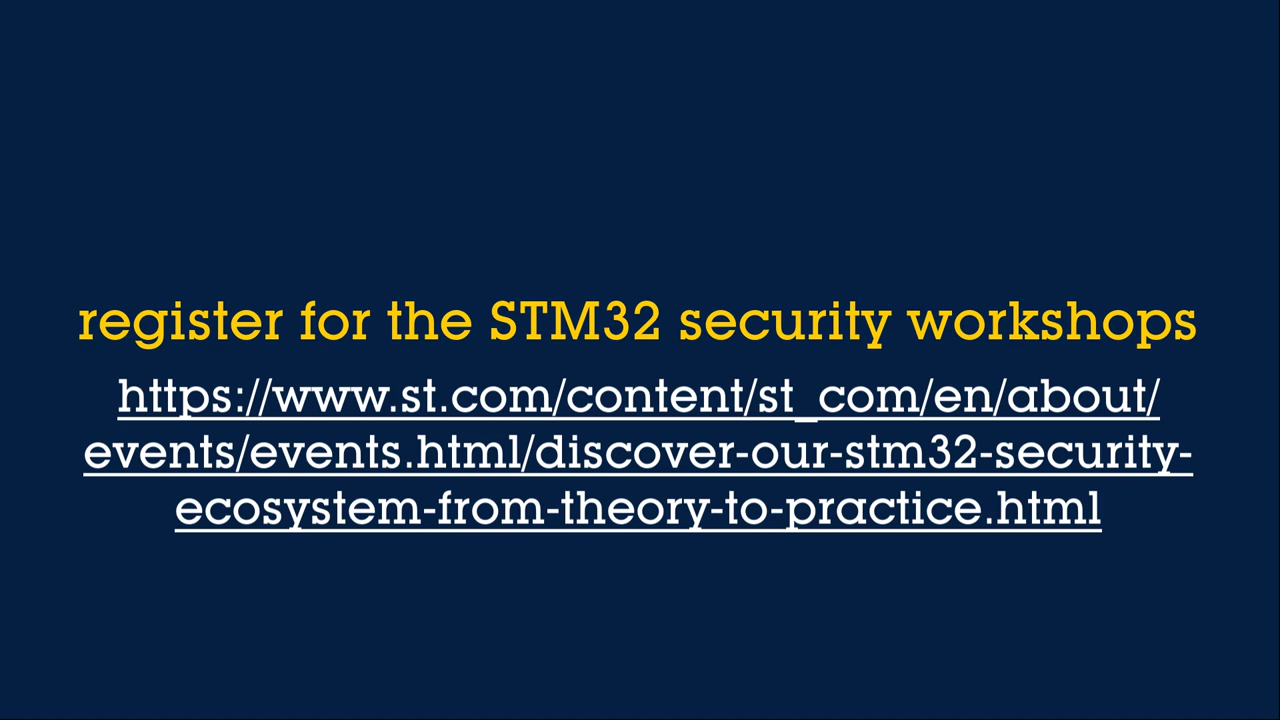 register for the STM32 security workshops
https://www.st.com/content/st_com/en/about/
events/events.html/discover-our-stm32-security-
ecosystem-from-theory-to-practice.html